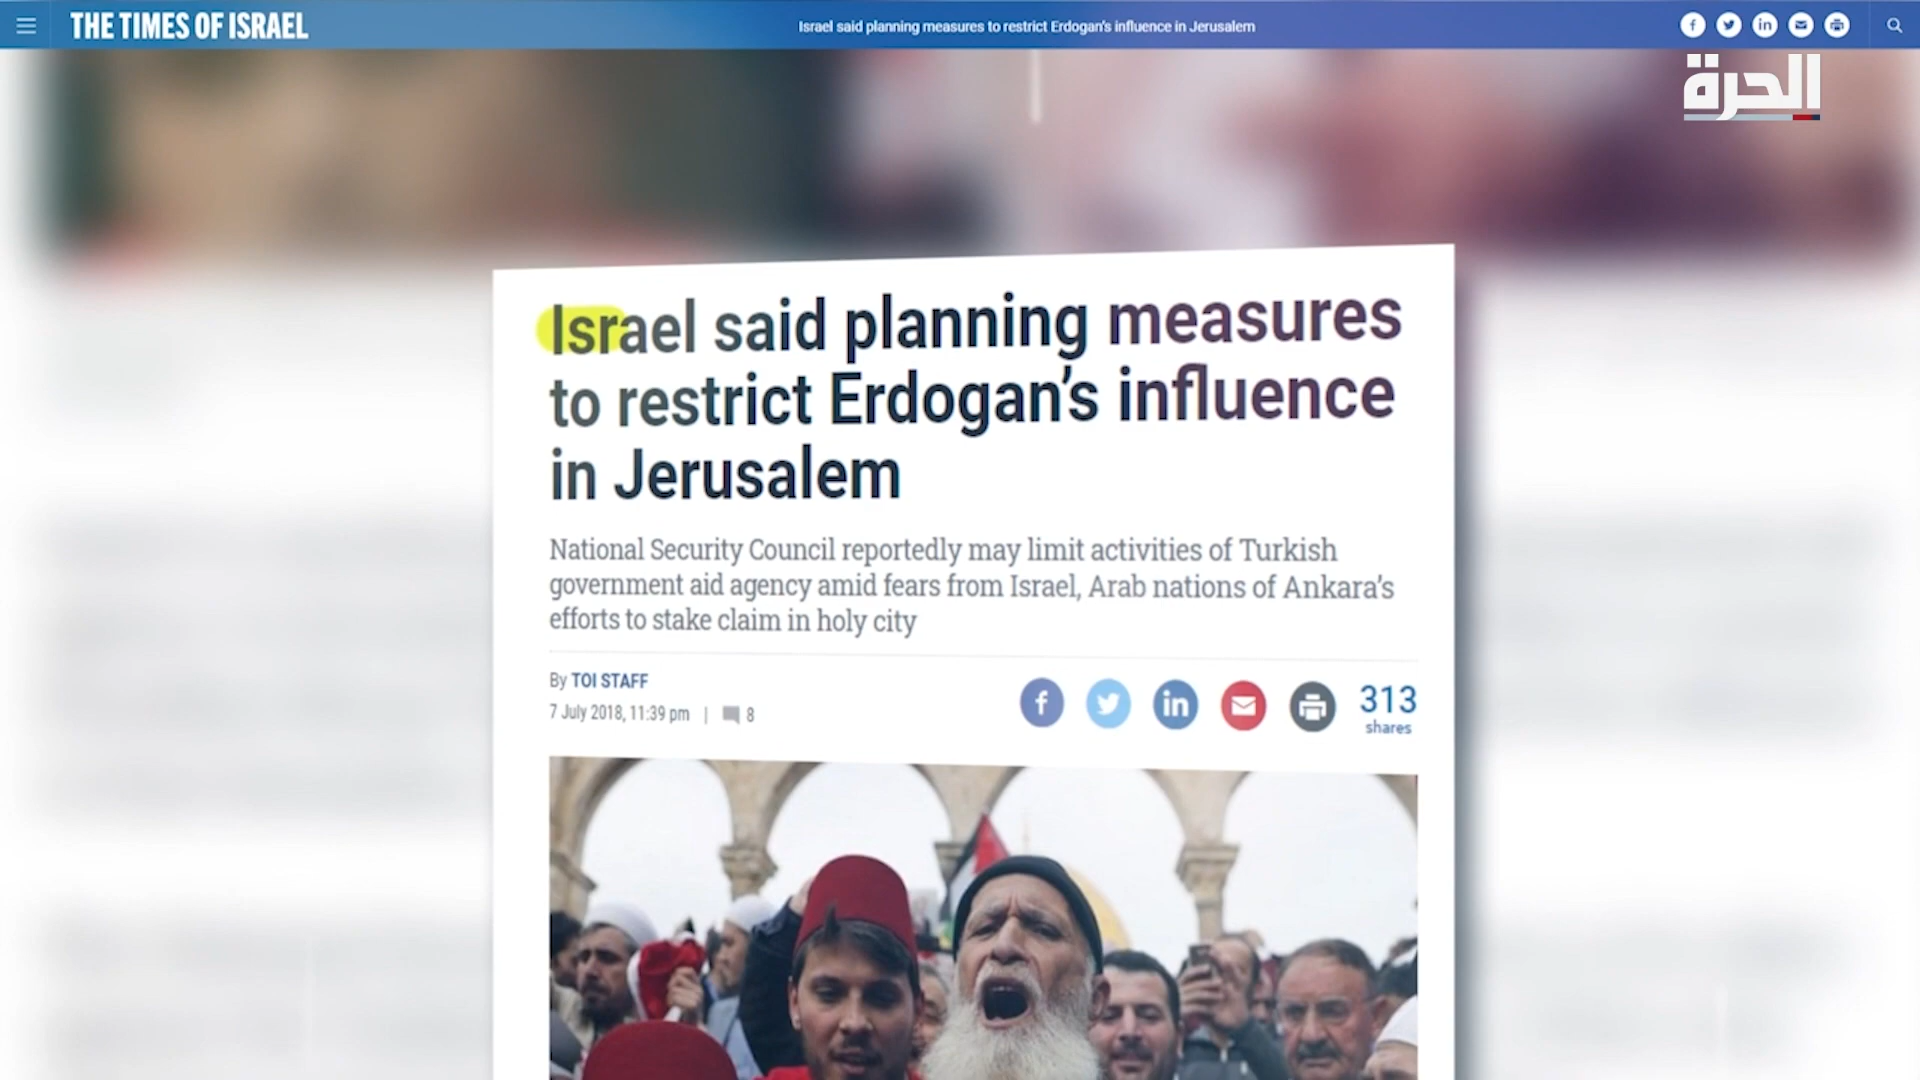 THE TIMES OF ISRAEL
Israel said planning measures to restrict Erdogan's influence in Jerusalem
الحرة
Israel said planning measures
to restrict Erdogan's influence
in Jerusalem
National Security Council reportedly may limit activities of Turkish
government aid agency amid fears from Israel, Arab nations of Ankara's
efforts to stake claim in holy city
By TOI STAFF
7 July 2018, 11:39 pm | 8
313
shares